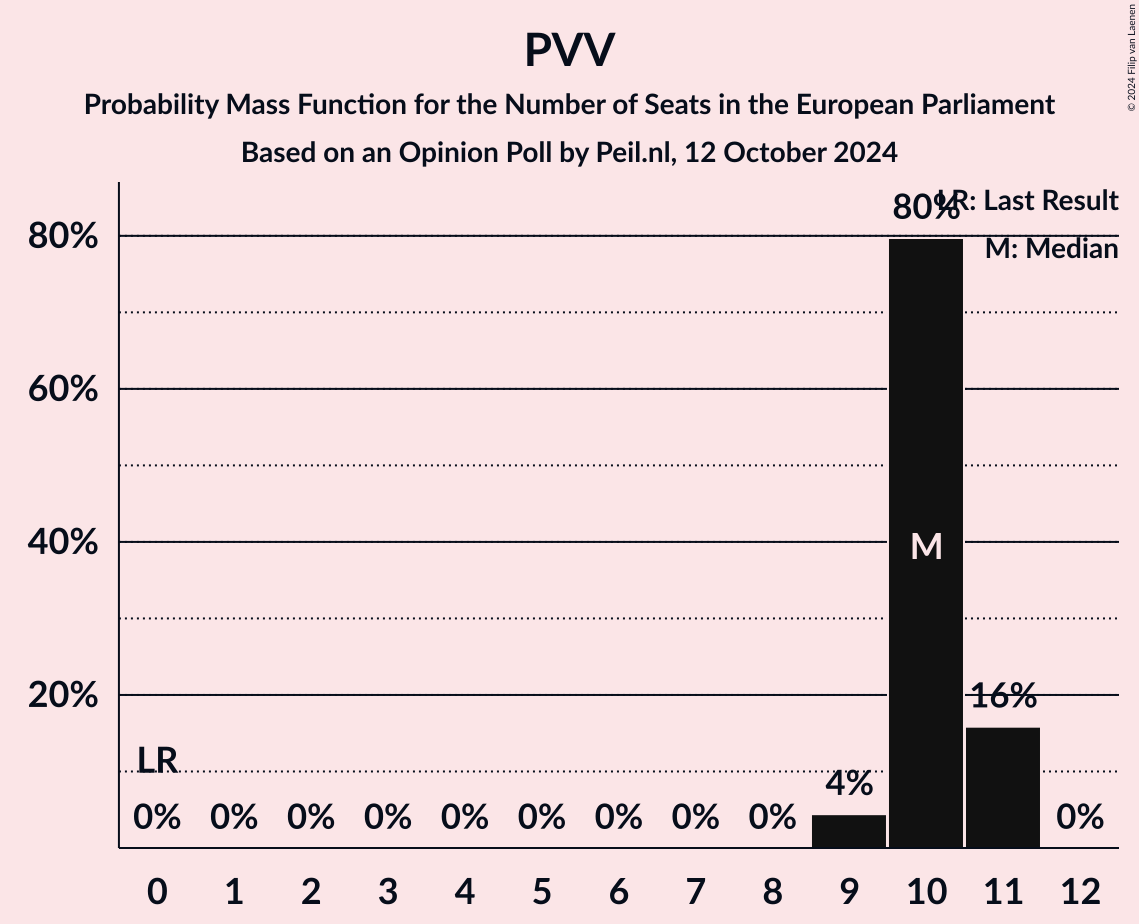 PVV
Probability Mass Function for the Number of Seats in the European Parliament
Based on an Opinion Poll by Peil.nl, 12 October 2024
© 2024 Filip van Laenen
LR: Last Result
M: Median
80%
60%
40%
20%
LR
0% 0% 0% 0% 0% 0% 0% 0% 0% 4% 80% 16% 0%
M
0 1 2 3 4 5 6 7 8 9 10 11 12